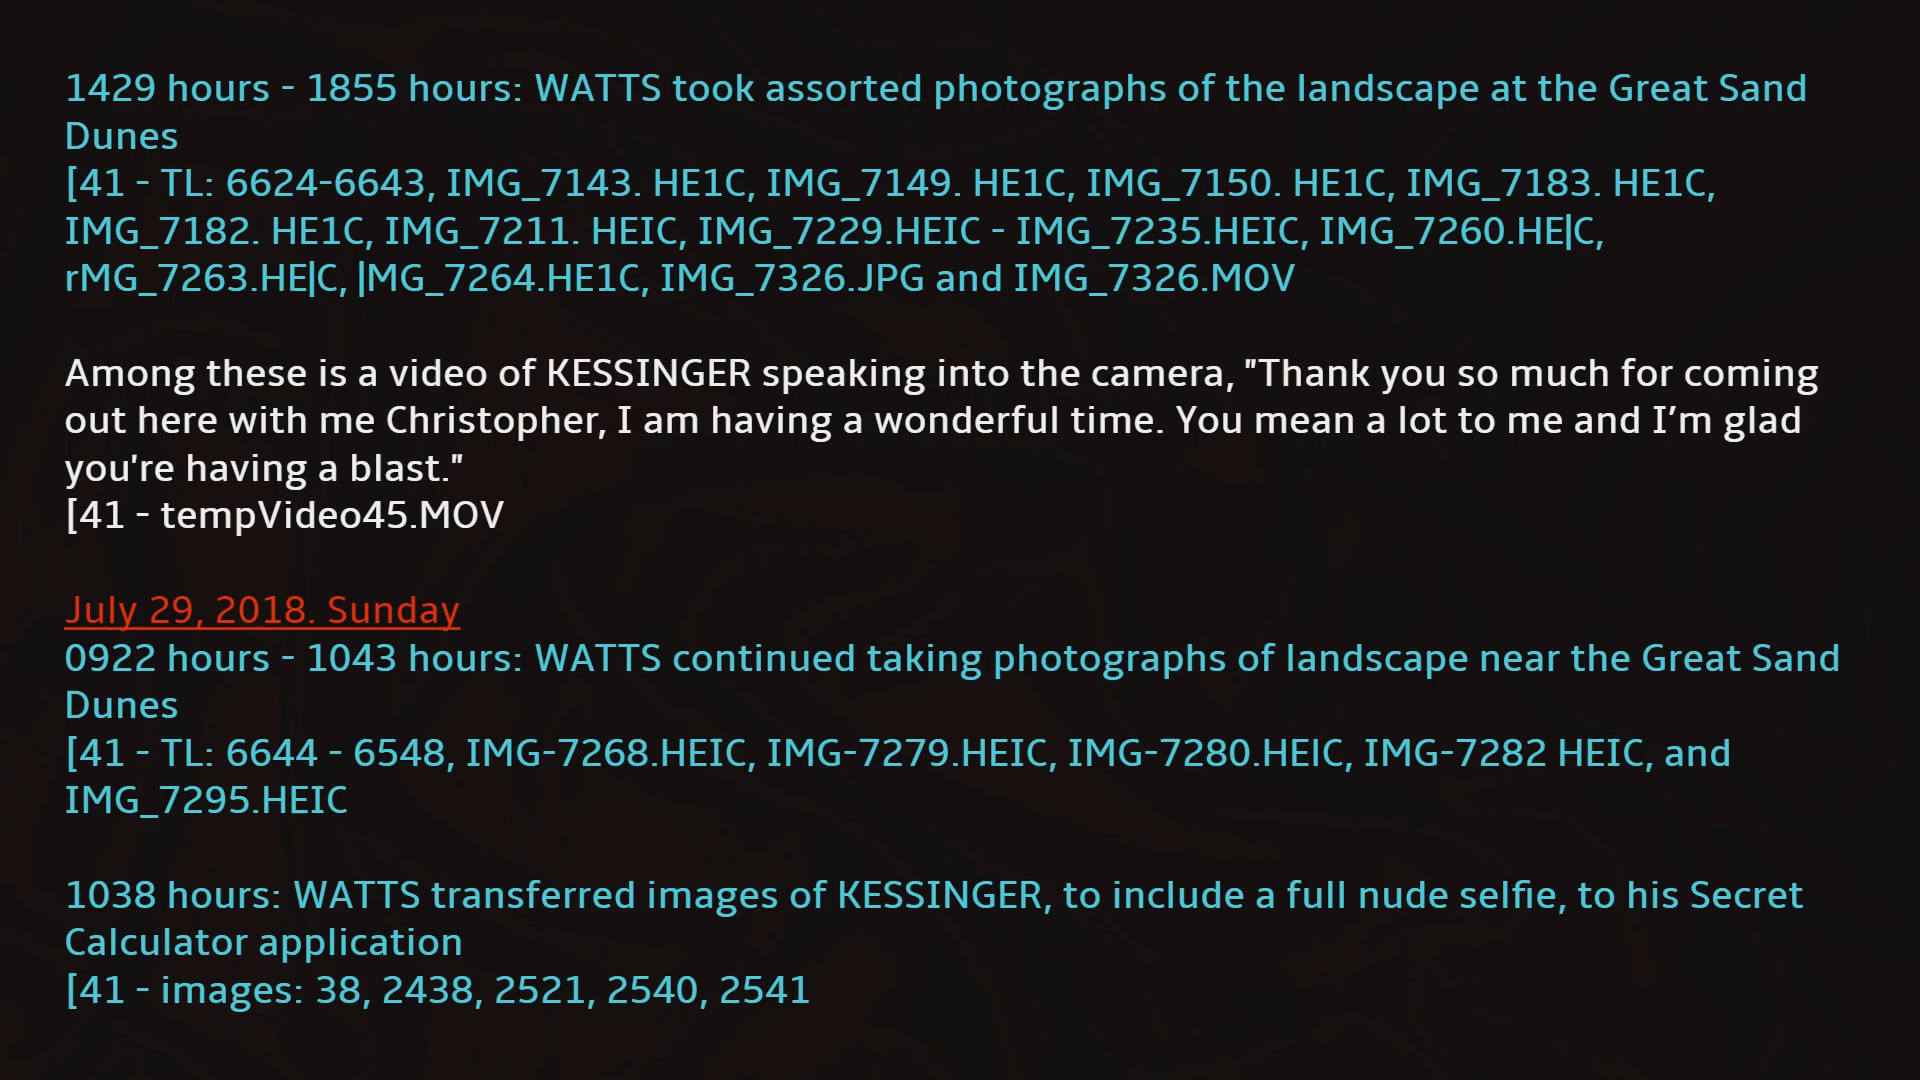 1429 hours - 1855 hours: WATTS took assorted photographs of the landscape at the Great Sand
Dunes
[41 - TL: 6624-6643, IMG_7143. HE1C, IMG_7149. HE1C, IMG_7150. HE1C, IMG_7183. HE1C,
IMG_7182. HE1C, IMG_7211. HEIC, IMG_7229.HEIC - IMG_7235.HEIC, IMG_7260.HE|C,
rMG_7263.HE|C, |MG_7264.HE1C, IMG_7326.JPG and IMG_7326.MOV
Among these is a video of KESSINGER speaking into the camera, "Thank you so much for coming
out here with me Christopher, I am having a wonderful time. You mean a lot to me and I’m glad
you're having a blast."
[41 - tempVideo45.MOV
July 29, 2018. Sunday
0922 hours - 1043 hours: WATTS continued taking photographs of landscape near the Great Sand
Dunes
[41 - TL: 6644 - 6548, IMG-7268.HEIC, IMG-7279.HEIC, IMG-7280.HElC, IMG-7282 HEIC, and
IMG_7295.HEIC
1038 hours: WATTS transferred images of KESSINGER, to include a full nude selfie, to his Secret
Calculator application
[41 - images: 38, 2438, 2521, 2540, 2541